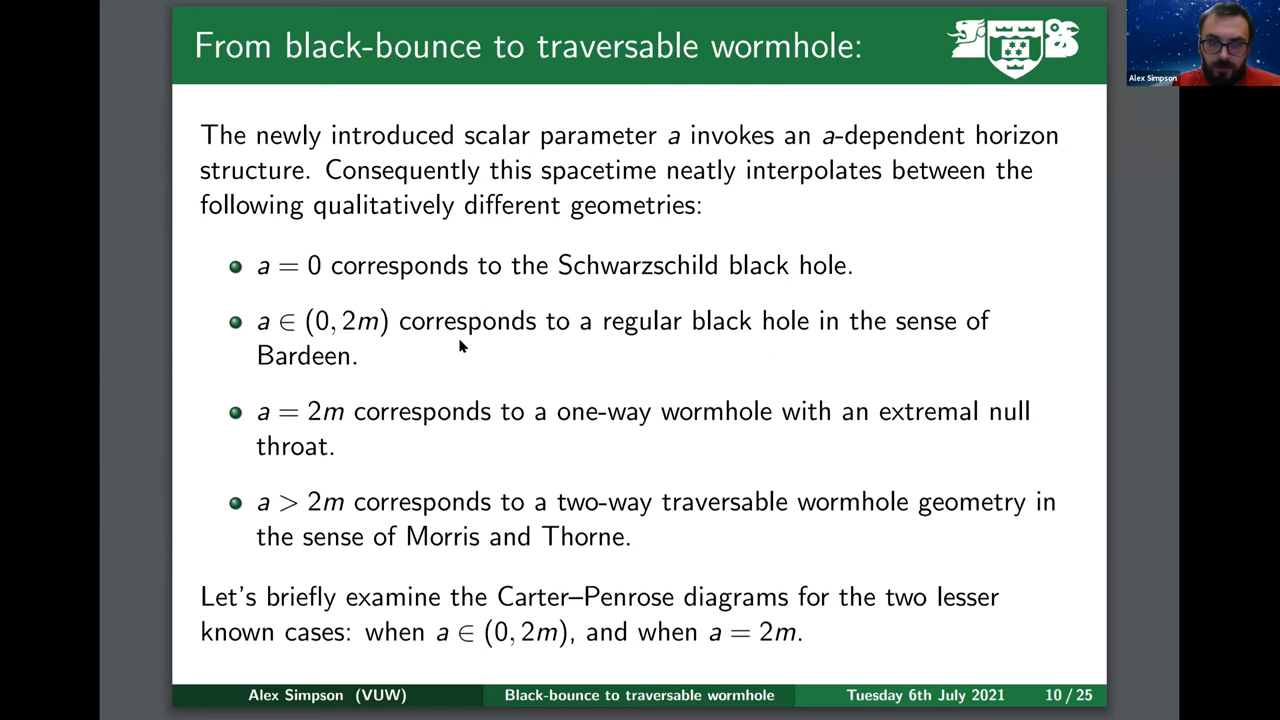 From black-bounce to traversable wormhole:
Alex Simpson
The newly introduced scalar parameter a invokes an a-dependent horizon
structure. Consequently this spacetime neatly interpolates between the
following qualitatively different geometries:
a = 0 corresponds to the Schwarzschild black hole.
a ∈ (0, 2m) corresponds to a regular black hole in the sense of
Bardeen.
a = 2m corresponds to a one-way wormhole with an extremal null
throat.
a > 2m corresponds to a two-way traversable wormhole geometry in
the sense of Morris and Thorne.
Let's briefly examine the Carter–Penrose diagrams for the two lesser
known cases: when a ∈ (0, 2m), and when a = 2m.
Alex Simpson (VUW) Black-bounce to traversable wormhole Tuesday 6th July 2021 10 / 25